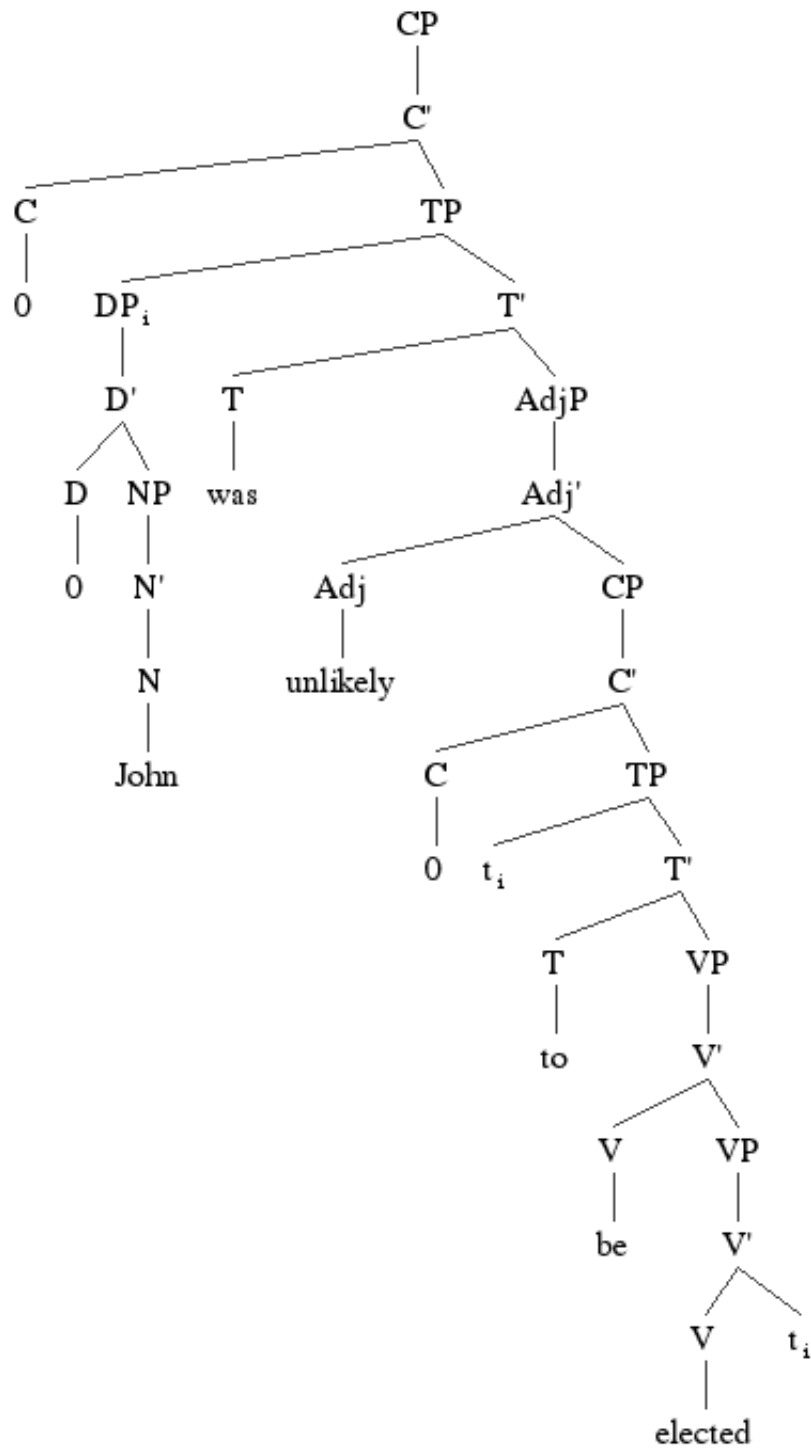 CP
C'
C TP
0 DPi T'
D' T AdjP
D NP was Adj'
0 N' Adj CP
N unlikely C'
John C TP
0 ti T'
T VP
to V'
V VP
be V'
V ti
elected